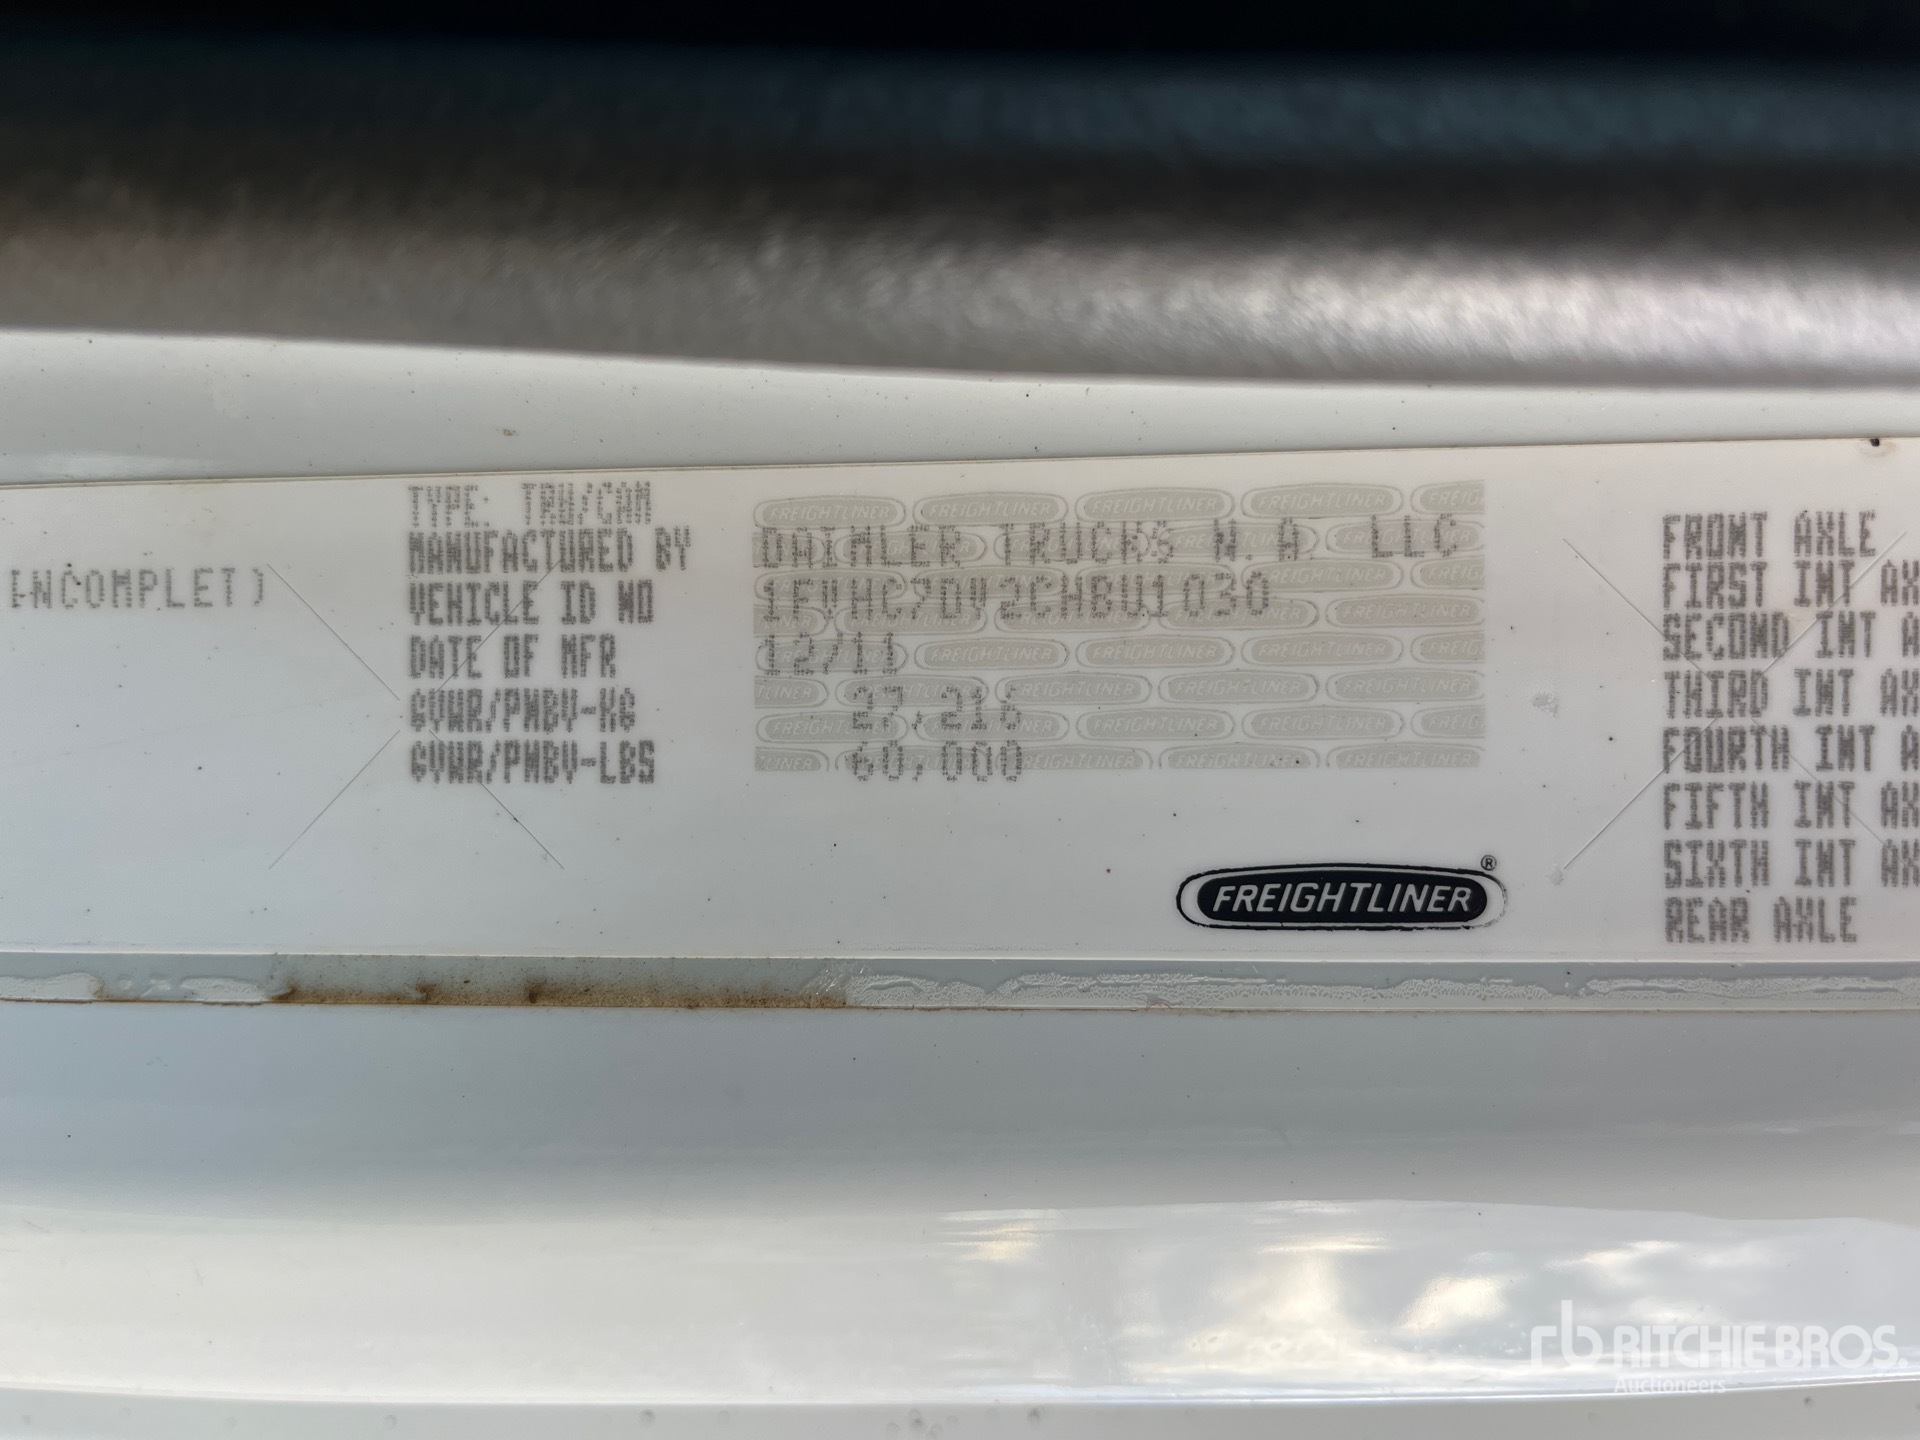 INCOMPLET)
TYPE: TRU/CAM
MANUFACTURED BY DAIMLER TRUCKS N.A. LLC
VEHICLE ID NO 1FVHC7DV2CHBU1030
DATE OF MFR 12/11
GVWR/PNBV-KG 27,216
GVWR/PNBV-LBS 60,000
FREIGHTLINER®
FRONT AXLE
FIRST INT AX
SECOND INT A
THIRD INT AX
FOURTH INT A
FIFTH INT AX
SIXTH INT AX
REAR AXLE
rb RITCHIE BROS.
Auctioneers